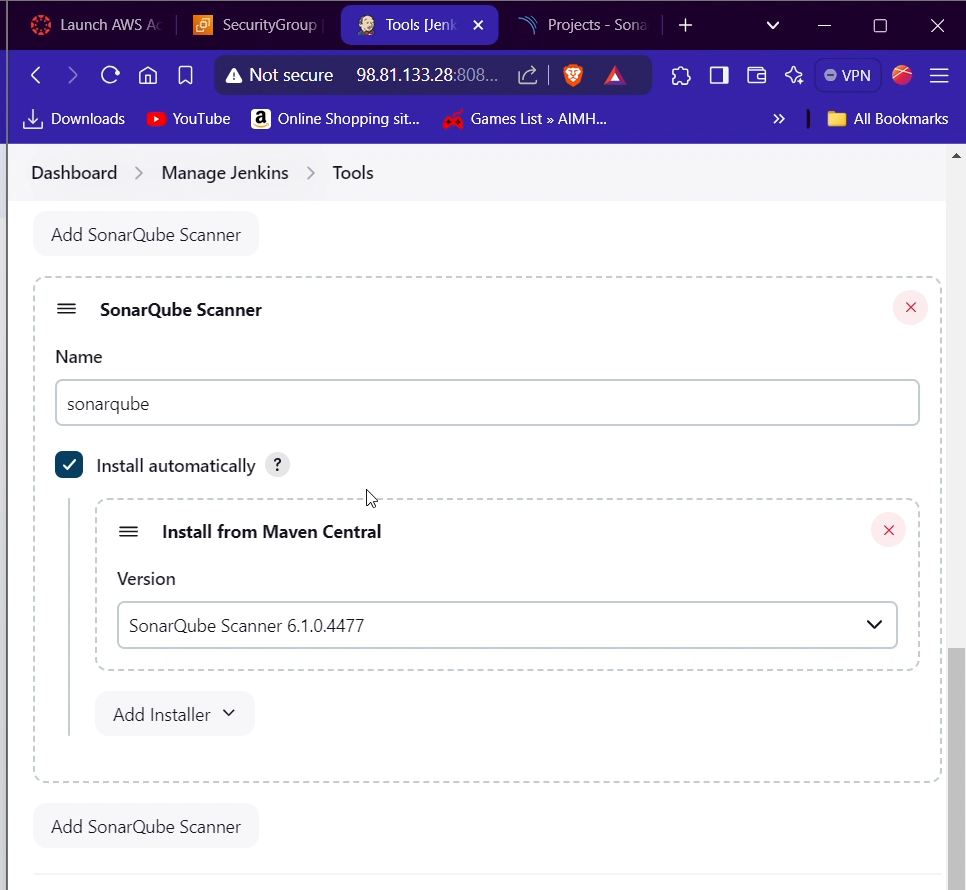 Launch AWS Ac
SecurityGroup
Tools [Jenk
Projects - Sona
Not secure 98.81.133.28:808...
VPN
Downloads
YouTube
Online Shopping sit...
Games List » AIMH...
»
All Bookmarks
Dashboard > Manage Jenkins > Tools
Add SonarQube Scanner
SonarQube Scanner
Name
sonarqube
Install automatically ?
Install from Maven Central
Version
SonarQube Scanner 6.1.0.4477
Add Installer
Add SonarQube Scanner